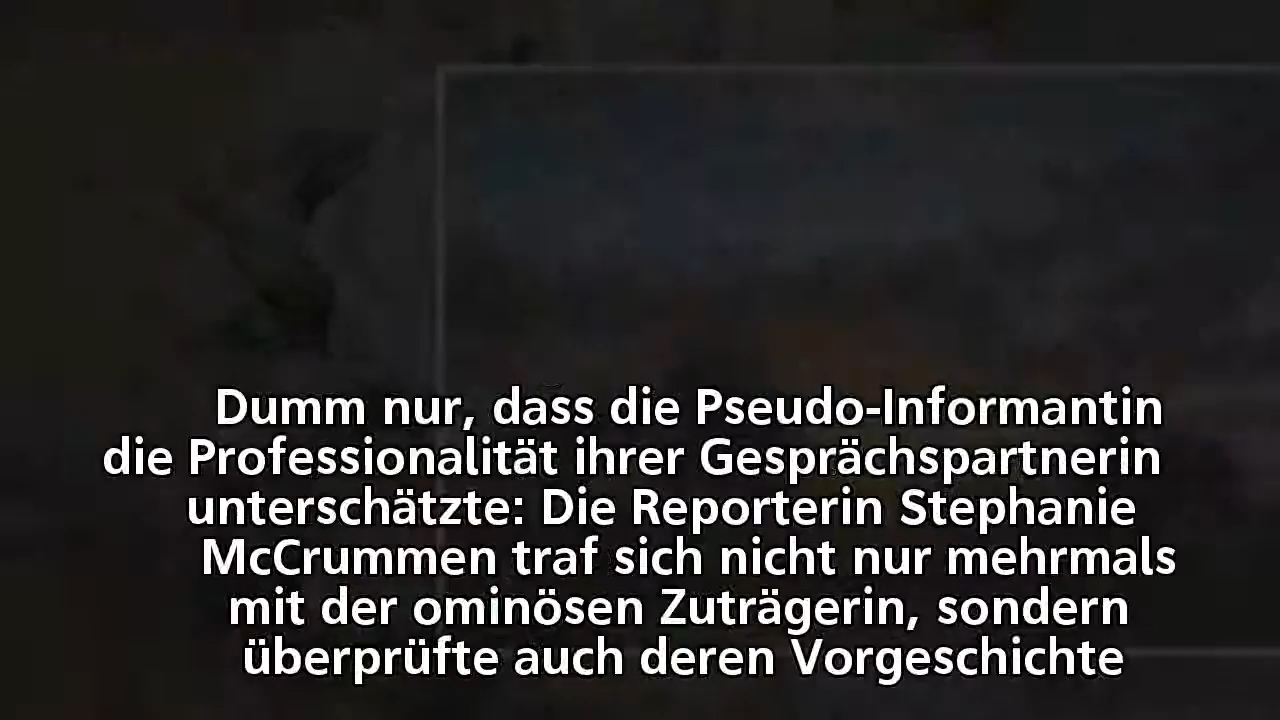 Dumm nur, dass die Pseudo-Informantin
die Professionalität ihrer Gesprächspartnerin
unterschätzte: Die Reporterin Stephanie
McCrummen traf sich nicht nur mehrmals
mit der ominösen Zuträgerin, sondern
überprüfte auch deren Vorgeschichte